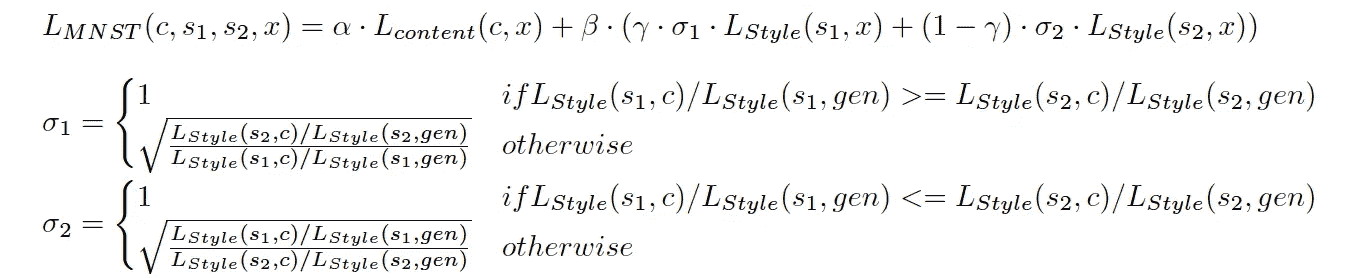 L_{MNST}(c, s_1, s_2, x) = α · L_{content}(c, x) + β · (γ · σ_1 · L_{Style}(s_1, x) + (1 − γ) · σ_2 · L_{Style}(s_2, x))
σ_1 = { 1 if L_{Style}(s_1, c)/L_{Style}(s_1, gen) >= L_{Style}(s_2, c)/L_{Style}(s_2, gen)
√((L_{Style}(s_2,c)/L_{Style}(s_2,gen))/(L_{Style}(s_1,c)/L_{Style}(s_1,gen))) otherwise
σ_2 = { 1 if L_{Style}(s_1, c)/L_{Style}(s_1, gen) <= L_{Style}(s_2, c)/L_{Style}(s_2, gen)
√((L_{Style}(s_1,c)/L_{Style}(s_1,gen))/(L_{Style}(s_2,c)/L_{Style}(s_2,gen))) otherwise